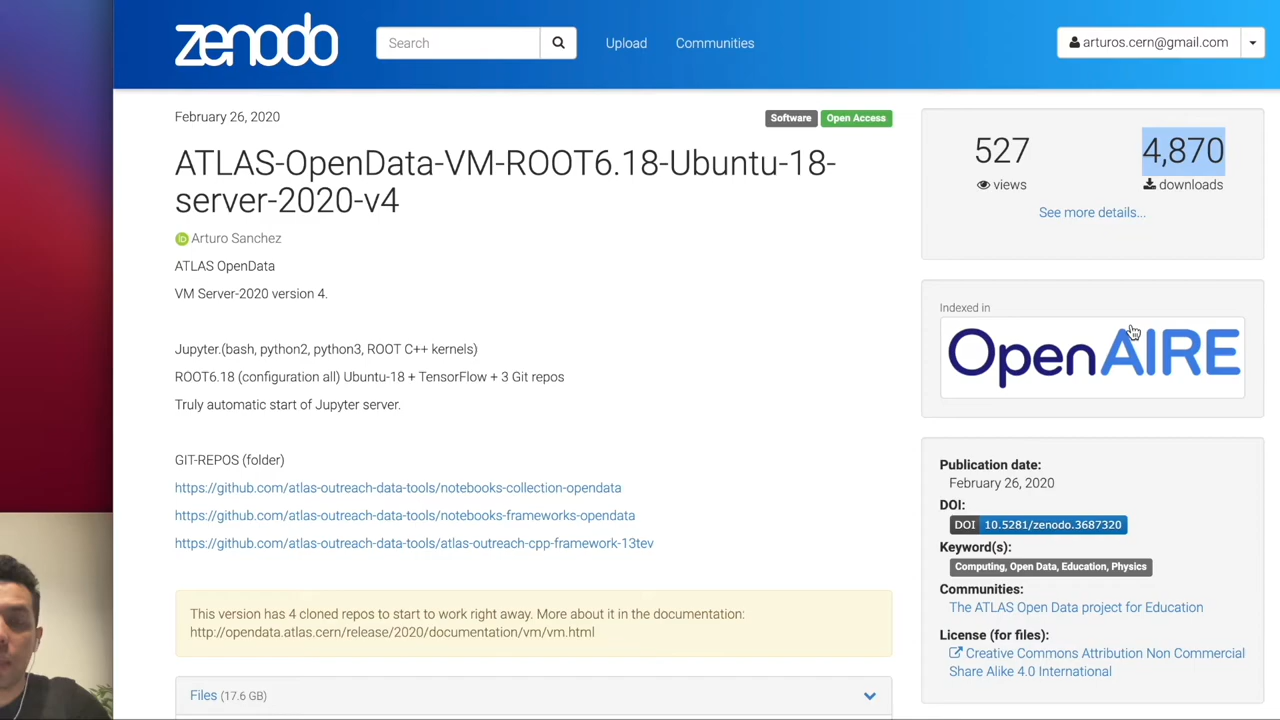 zenodo
Search
Upload
Communities
arturos.cern@gmail.com
February 26, 2020
Software
Open Access
ATLAS-OpenData-VM-ROOT6.18-Ubuntu-18-
server-2020-v4
Arturo Sanchez
ATLAS OpenData
VM Server-2020 version 4.
Jupyter.(bash, python2, python3, ROOT C++ kernels)
ROOT6.18 (configuration all) Ubuntu-18 + TensorFlow + 3 Git repos
Truly automatic start of Jupyter server.
GIT-REPOS (folder)
https://github.com/atlas-outreach-data-tools/notebooks-collection-opendata
https://github.com/atlas-outreach-data-tools/notebooks-frameworks-opendata
https://github.com/atlas-outreach-data-tools/atlas-outreach-cpp-framework-13tev
This version has 4 cloned repos to start to work right away. More about it in the documentation:
http://opendata.atlas.cern/release/2020/documentation/vm/vm.html
Files (17.6 GB)
527
views
4,870
downloads
See more details...
Indexed in
OpenAIRE
Publication date:
February 26, 2020
DOI:
DOI 10.5281/zenodo.3687320
Keyword(s):
Computing, Open Data, Education, Physics
Communities:
The ATLAS Open Data project for Education
License (for files):
Creative Commons Attribution Non Commercial
Share Alike 4.0 International